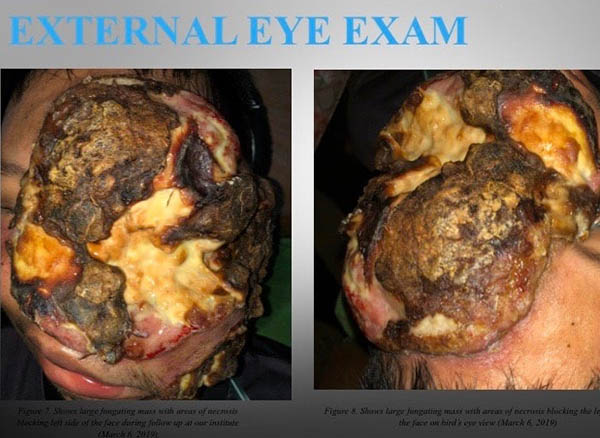 EXTERNAL EYE EXAM
Figure 7. Shows large fungating mass with areas of necrosis
blocking left side of the face during follow up at our institute
(March 6, 2019)
Figure 8. Shows large fungating mass with areas of necrosis blocking the le
the face on bird's eye view (March 6, 2019)